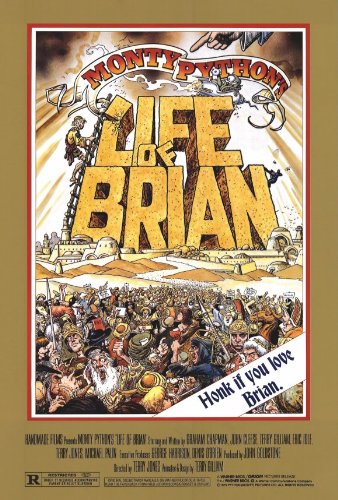 MONTY PYTHON'S
LIFE
OF
BRIAN
Honk if you love
Brian.
HANDMADE FILMS Presents MONTY PYTHON'S "LIFE OF BRIAN" Starring and Written by GRAHAM CHAPMAN, JOHN CLEESE, TERRY GILLIAM, ERIC IDLE,
TERRY JONES, MICHAEL PALIN Executive Producers GEORGE HARRISON, DENIS O'BRIEN Produced by JOHN GOLDSTONE
Directed by TERRY JONES Animation & Design by TERRY GILLIAM
R RESTRICTED